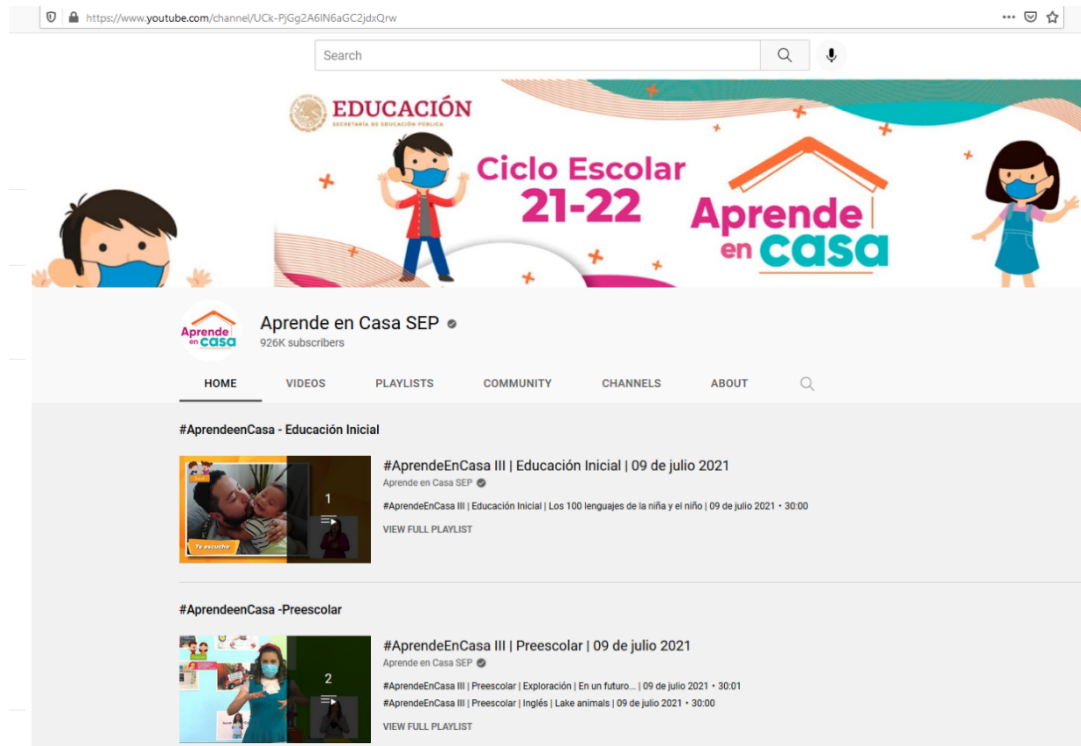 https://www.youtube.com/channel/UCk-PjGg2A6IN6aGC2jdxQrw
Search
EDUCACIÓN
SECRETARÍA DE EDUCACIÓN PÚBLICA
Ciclo Escolar
21-22
Aprende
en casa
Aprende
en casa
Aprende en Casa SEP
926K subscribers
HOME VIDEOS PLAYLISTS COMMUNITY CHANNELS ABOUT
#AprendeenCasa - Educación Inicial
#AprendeEnCasa III | Educación Inicial | 09 de julio 2021
Aprende en Casa SEP
#AprendeEnCasa III | Educación Inicial | Los 100 lenguajes de la niña y el niño | 09 de julio 2021 • 30:00
VIEW FULL PLAYLIST
1
Te escucho
#AprendeenCasa -Preescolar
#AprendeEnCasa III | Preescolar | 09 de julio 2021
Aprende en Casa SEP
#AprendeEnCasa III | Preescolar | Exploración | En un futuro... | 09 de julio 2021 • 30:01
#AprendeEnCasa III | Preescolar | Inglés | Lake animals | 09 de julio 2021 • 30:00
VIEW FULL PLAYLIST
2